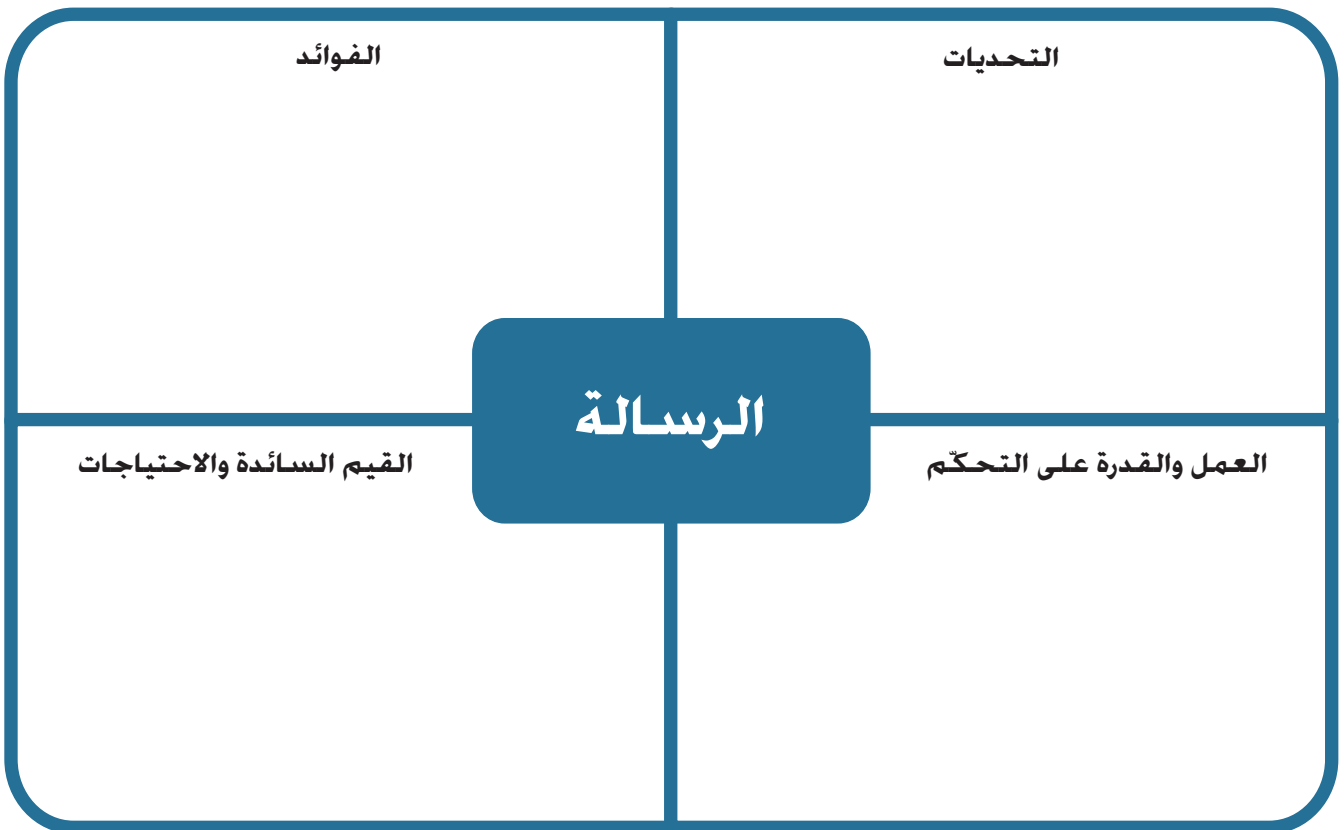 التحديات
الفوائد
الرسالة
العمل والقدرة على التحكّم
القيم السائدة والاحتياجات